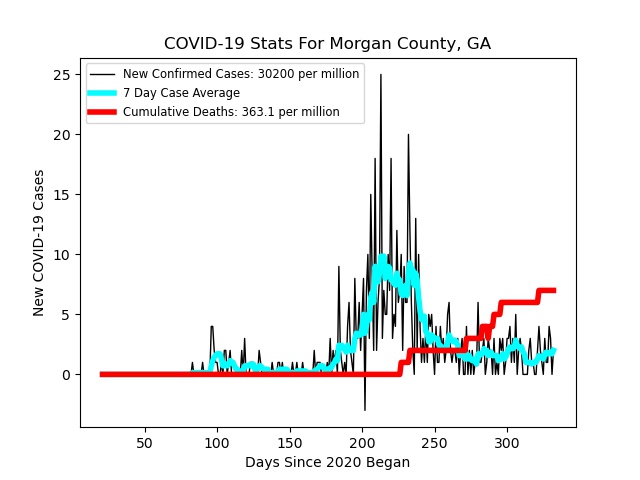 COVID-19 Stats For Morgan County, GA
New Confirmed Cases: 30200 per million
7 Day Case Average
Cumulative Deaths: 363.1 per million
New COVID-19 Cases
25
20
15
10
5
0
50
100
150
200
250
300
Days Since 2020 Began